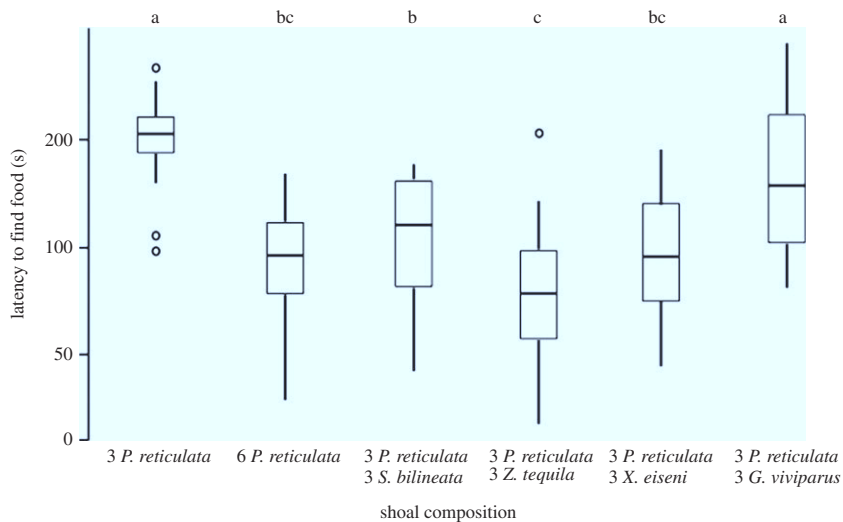 a bc b c bc a
latency to find food (s)
200
100
50
0
3 P. reticulata 6 P. reticulata 3 P. reticulata 3 P. reticulata 3 P. reticulata 3 P. reticulata
3 S. bilineata 3 Z. tequila 3 X. eiseni 3 G. viviparus
shoal composition